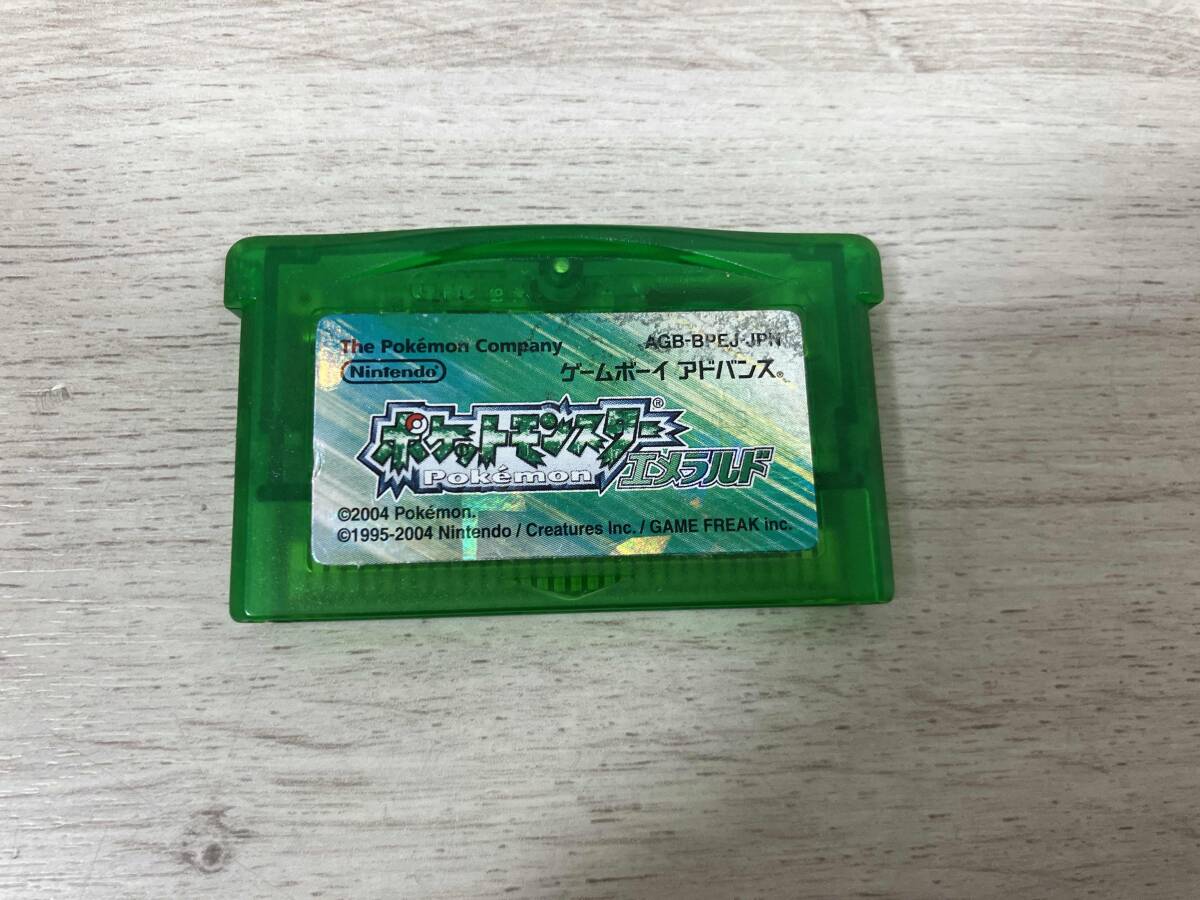 The Pokémon Company
AGB-BPEJ-JPN
Nintendo
ゲームボーイ アドバンス®
ポケットモンスター®
Pokémon
エメラルド
©2004 Pokémon.
©1995-2004 Nintendo / Creatures Inc. / GAME FREAK inc.